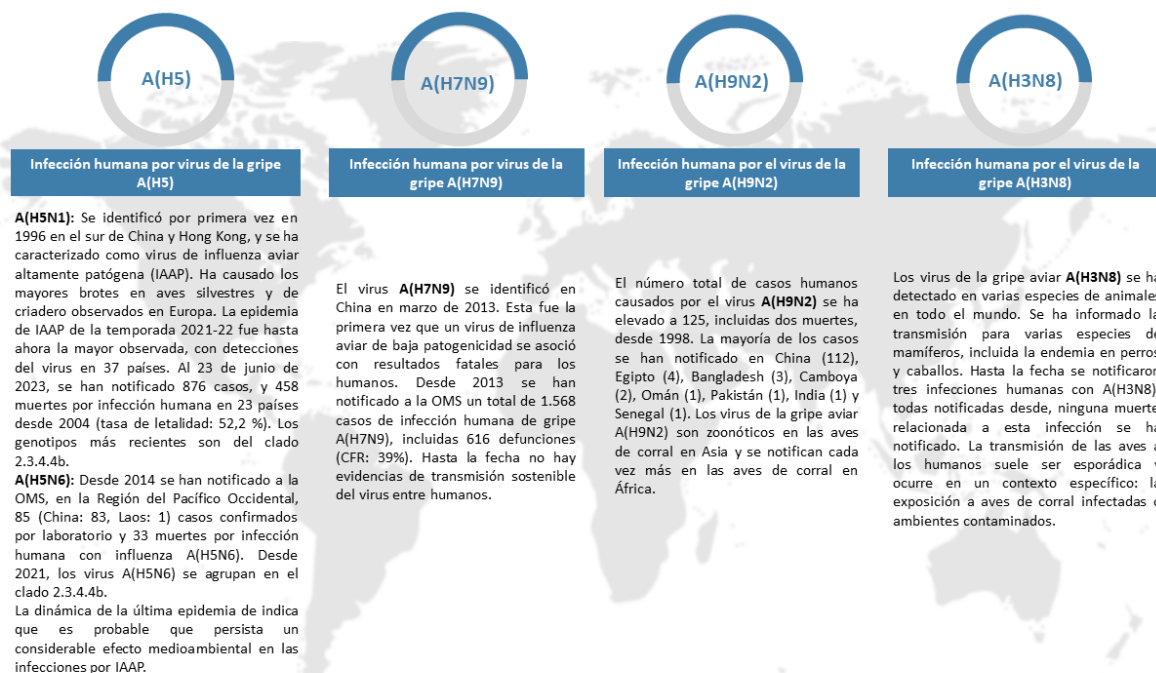 A(H5)
Infección humana por virus de la gripe
A(H5)
A(H5N1): Se identificó por primera vez en
1996 en el sur de China y Hong Kong, y se ha
caracterizado como virus de influenza aviar
altamente patógena (IAAP). Ha causado los
mayores brotes en aves silvestres y de
criadero observados en Europa. La epidemia
de IAAP de la temporada 2021-22 fue hasta
ahora la mayor observada, con detecciones
del virus en 37 países. Al 23 de junio de
2023, se han notificado 876 casos, y 458
muertes por infección humana en 23 países
desde 2004 (tasa de letalidad: 52,2 %). Los
genotipos más recientes son del clado
2.3.4.4b.
A(H5N6): Desde 2014 se han notificado a la
OMS, en la Región del Pacífico Occidental,
85 (China: 83, Laos: 1) casos confirmados
por laboratorio y 33 muertes por infección
humana con influenza A(H5N6). Desde
2021, los virus A(H5N6) se agrupan en el
clado 2.3.4.4b.
La dinámica de la última epidemia de indica
que es probable que persista un
considerable efecto medioambiental en las
infecciones por IAAP.
A(H7N9)
Infección humana por virus de la
gripe A(H7N9)
El virus A(H7N9) se identificó en
China en marzo de 2013. Esta fue la
primera vez que un virus de influenza
aviar de baja patogenicidad se asoció
con resultados fatales para los
humanos. Desde 2013 se han
notificado a la OMS un total de 1.568
casos de infección humana de gripe
A(H7N9), incluidas 616 defunciones
(CFR: 39%). Hasta la fecha no hay
evidencias de transmisión sostenible
del virus entre humanos.
A(H9N2)
Infección humana por el virus de la
gripe A(H9N2)
El número total de casos humanos
causados por el virus A(H9N2) se ha
elevado a 125, incluidas dos muertes,
desde 1998. La mayoría de los casos
se han notificado en China (112),
Egipto (4), Bangladesh (3), Camboya
(2), Omán (1), Pakistán (1), India (1) y
Senegal (1). Los virus de la gripe aviar
A(H9N2) son zoonóticos en las aves
de corral en Asia y se notifican cada
vez más en las aves de corral en
África.
A(H3N8)
Infección humana por el virus de la
gripe A(H3N8)
Los virus de la gripe aviar A(H3N8) se ha
detectado en varias especies de animales
en todo el mundo. Se ha informado la
transmisión para varias especies de
mamíferos, incluida la endemia en perros
y caballos. Hasta la fecha se notificaron
tres infecciones humanas con A(H3N8)
todas notificadas desde, ninguna muerte
relacionada a esta infección se ha
notificado. La transmisión de las aves a
los humanos suele ser esporádica y
ocurre en un contexto específico: la
exposición a aves de corral infectadas o
ambientes contaminados.